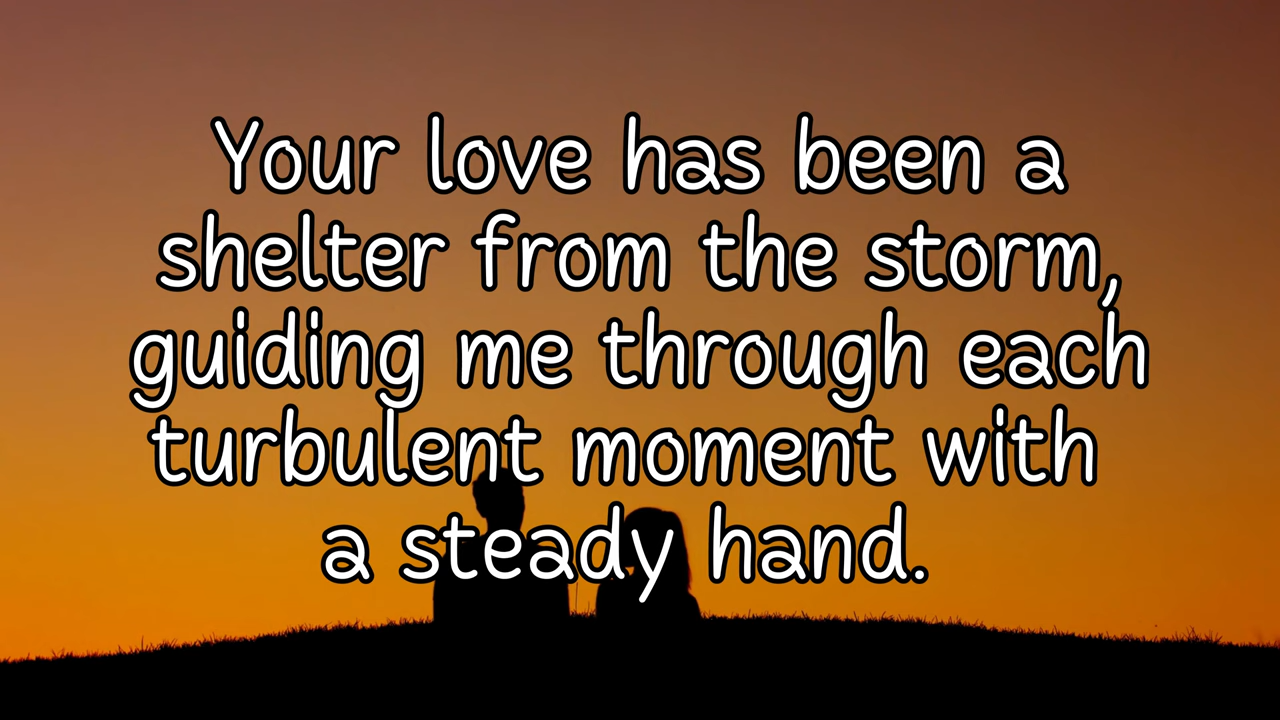 Your love has been a
shelter from the storm,
guiding me through each
turbulent moment with
a steady hand.